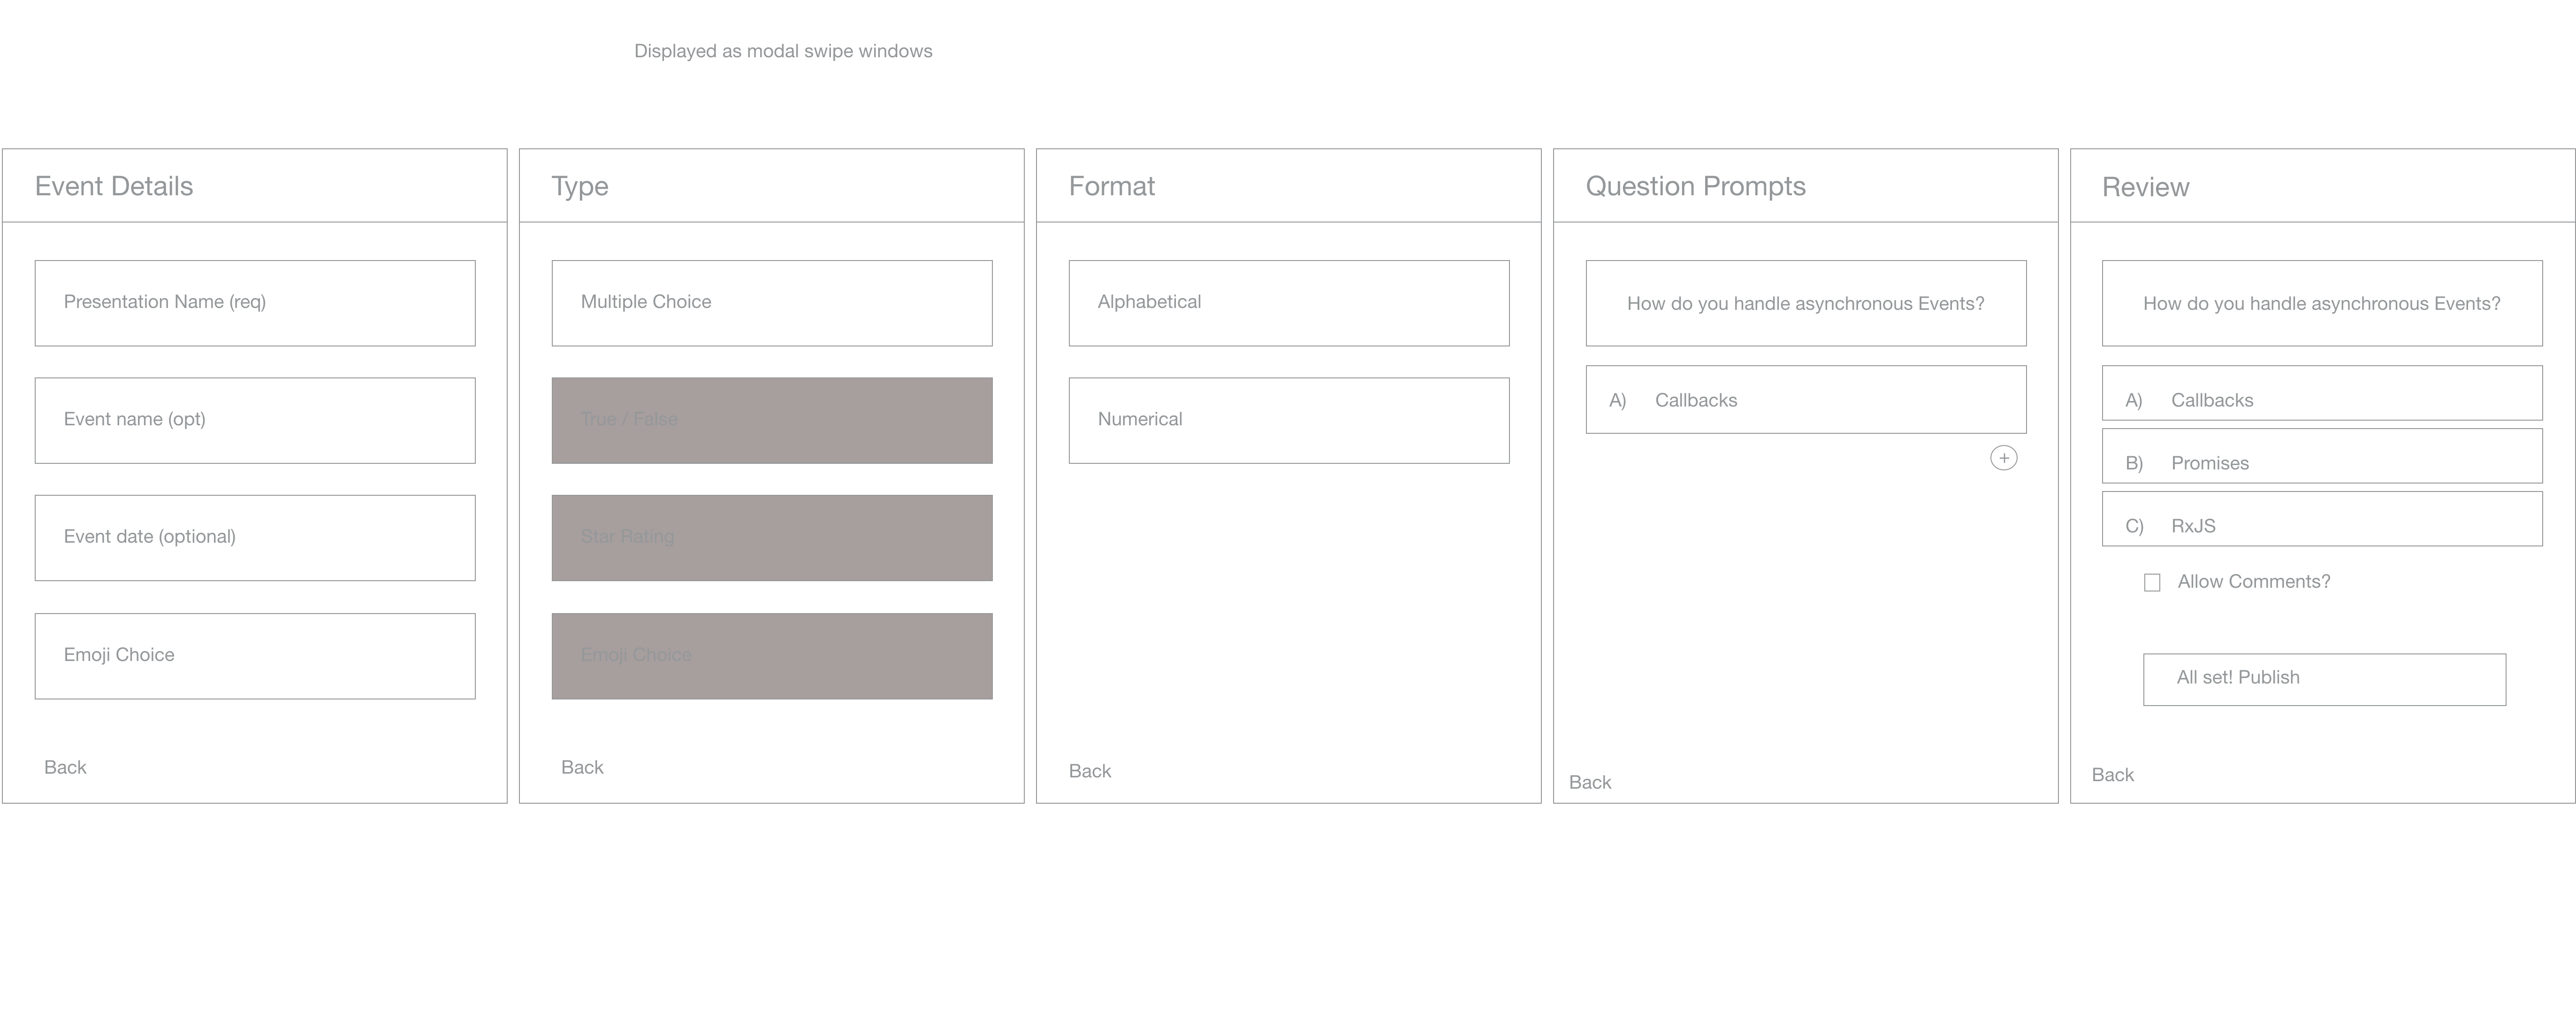 Displayed as modal swipe windows
Event Details
Presentation Name (req)
Event name (opt)
Event date (optional)
Emoji Choice
Back
Type
Multiple Choice
True / False
Star Rating
Emoji Choice
Back
Format
Alphabetical
Numerical
Back
Question Prompts
How do you handle asynchronous Events?
A) Callbacks
+
Back
Review
How do you handle asynchronous Events?
A) Callbacks
B) Promises
C) RxJS
Allow Comments?
All set! Publish
Back